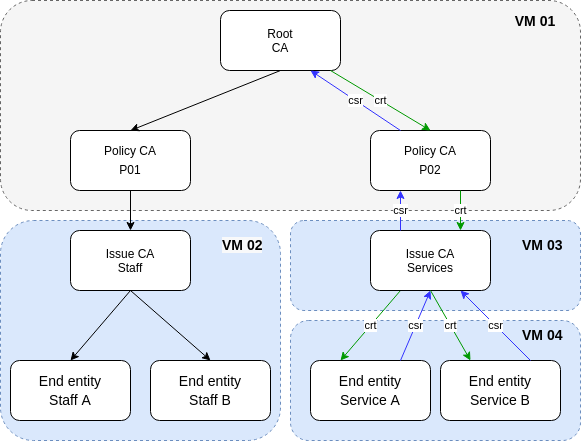 VM 01
Root
CA
csr
crt
Policy CA
P01
Policy CA
P02
csr
crt
VM 02
VM 03
Issue CA
Staff
Issue CA
Services
crt
csr
crt
csr
VM 04
End entity
Staff A
End entity
Staff B
End entity
Service A
End entity
Service B